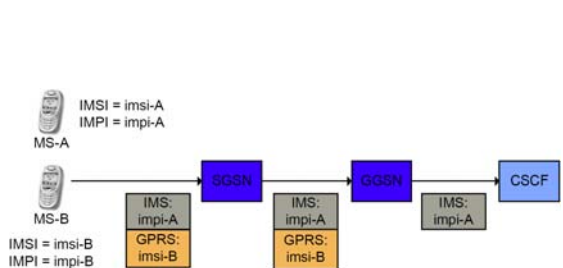 IMSI = imsi-A
IMPI = impi-A
MS-A
SGSN
GGSN
CSCF
MS-B
IMS:
impi-A
GPRS:
imsi-B
IMS:
impi-A
GPRS:
imsi-B
IMS:
impi-A
IMSI = imsi-B
IMPI = impi-B